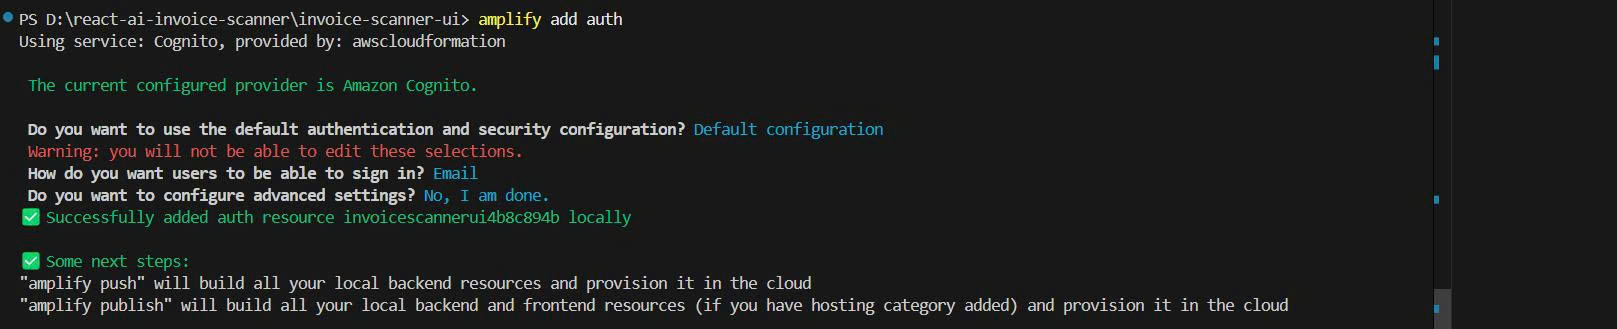 PS D:\react-ai-invoice-scanner\invoice-scanner-ui> amplify add auth
Using service: Cognito, provided by: awscloudformation
The current configured provider is Amazon Cognito.
Do you want to use the default authentication and security configuration? Default configuration
Warning: you will not be able to edit these selections.
How do you want users to be able to sign in? Email
Do you want to configure advanced settings? No, I am done.
✅ Successfully added auth resource invoicescannerui4b8c894b locally
✅ Some next steps:
"amplify push" will build all your local backend resources and provision it in the cloud
"amplify publish" will build all your local backend and frontend resources (if you have hosting category added) and provision it in the cloud